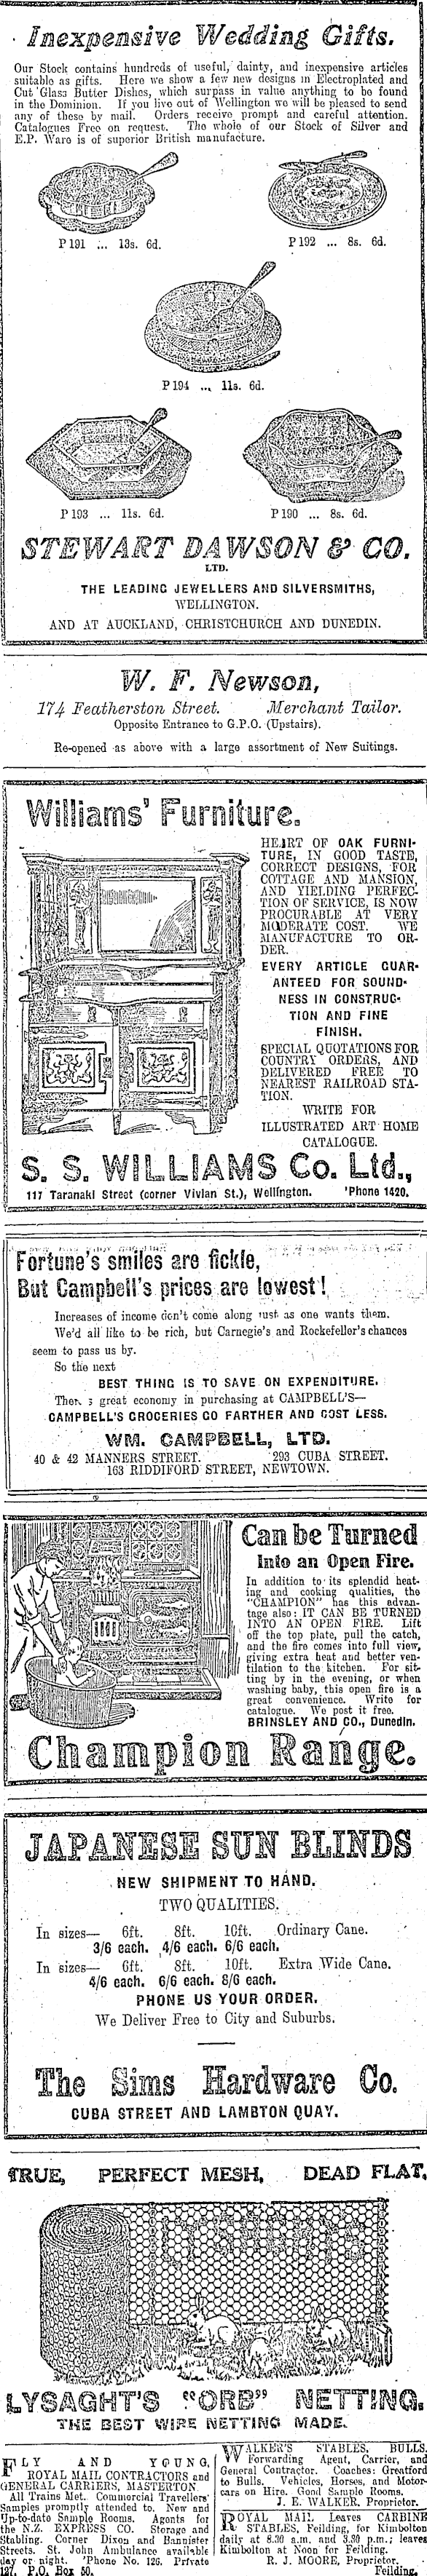 Inexpensive Wedding Gifts.
Our Stock contains hundreds of useful, dainty, and inexpensive articles
suitable as gifts. Here we show a few new designs in Electroplated and
Cut Glass Butter Dishes, which surpass in value anything to be found
in the Dominion. If you live out of Wellington we will be pleased to send
any of these by mail. Orders receive prompt and careful attention.
Catalogues Free on request. The whole of our Stock of Silver and
E.P. Ware is of superior British manufacture.
P 191 ... 13s. 6d.
P 192 ... 8s. 6d.
P 194 ... 11s. 6d.
P 193 ... 11s. 6d.
P 190 ... 8s. 6d.
STEWART DAWSON & CO.
LTD.
THE LEADING JEWELLERS AND SILVERSMITHS,
WELLINGTON.
AND AT AUCKLAND, CHRISTCHURCH AND DUNEDIN.
W. F. Newson,
174 Featherston Street. Merchant Tailor.
Opposite Entrance to G.P.O. (Upstairs).
Re-opened as above with a large assortment of New Suitings.
Williams' Furniture.
HEART OF OAK FURNI-
TURE, IN GOOD TASTE,
CORRECT DESIGNS, FOR
COTTAGE AND MANSION,
AND YIELDING PERFEC-
TION OF SERVICE, IS NOW
PROCURABLE AT VERY
MODERATE COST. WE
MANUFACTURE TO OR-
DER.
EVERY ARTICLE GUAR-
ANTEED FOR SOUND-
NESS IN CONSTRUC-
TION AND FINE
FINISH.
SPECIAL QUOTATIONS FOR
COUNTRY ORDERS, AND
DELIVERED FREE TO
NEAREST RAILROAD STA-
TION.
WRITE FOR
ILLUSTRATED ART HOME
CATALOGUE.
S. S. WILLIAMS Co. Ltd.,
117 Taranaki Street (corner Vivian St.), Wellington. 'Phone 1420.
Fortune's smiles are fickle,
But Campbell's prices are lowest!
Increases of income don't come along just as one wants them.
We'd all like to be rich, but Carnegie's and Rockefeller's chances
seem to pass us by.
So the next
BEST THING IS TO SAVE ON EXPENDITURE.
There's great economy in purchasing at CAMPBELL'S—
CAMPBELL'S GROCERIES GO FARTHER AND COST LESS.
WM. CAMPBELL, LTD.
40 & 42 MANNERS STREET. 293 CUBA STREET.
163 RIDDIFORD STREET, NEWTOWN.
Can be Turned
Into an Open Fire.
In addition to its splendid heat-
ing and cooking qualities, the
"CHAMPION" has this advan-
tage also: IT CAN BE TURNED
INTO AN OPEN FIRE. Lift
off the top plate, pull the catch,
and the fire comes into full view,
giving extra heat and better ven-
tilation to the kitchen. For sit-
ting by in the evening, or when
washing baby, this open fire is a
great convenience. Write for
catalogue. We post it free.
BRINSLEY AND CO., Dunedin.
Champion Range.
JAPANESE SUN BLINDS
NEW SHIPMENT TO HAND.
TWO QUALITIES.
In sizes— 6ft. 8ft. 10ft. Ordinary Cane.
3/6 each. 4/6 each. 6/6 each.
In sizes— 6ft. 8ft. 10ft. Extra Wide Cane.
4/6 each. 6/6 each. 8/6 each.
PHONE US YOUR ORDER.
We Deliver Free to City and Suburbs.
The Sims Hardware Co.
CUBA STREET AND LAMBTON QUAY.
TRUE, PERFECT MESH, DEAD FLAT.
LYSAGHT'S "ORB" NETTING.
THE BEST WIRE NETTING MADE.
FLY AND YOUNG,
ROYAL MAIL CONTRACTORS and
GENERAL CARRIERS, MASTERTON.
All Trains Met. Commercial Travellers'
Samples promptly attended to. New and
Up-to-date Sample Rooms. Agents for
the N.Z. EXPRESS CO. Storage and
Stabling. Corner Dixon and Bannister
Streets. St. John Ambulance available
day or night. 'Phone No. 126. Private
127. P.O. Box 50.
WALKER'S STABLES, BULLS.
Forwarding Agent, Carrier, and
General Contractor. Coaches: Greatford
to Bulls. Vehicles, Horses, and Motor-
cars on Hire. Good Sample Rooms.
J. E. WALKER, Proprietor.
ROYAL MAIL Leaves CARBINE
STABLES, Feilding, for Kimbolton
daily at 8.30 a.m. and 3.30 p.m.; leaves
Kimbolton at Noon for Feilding.
R. J. MOORE, Proprietor.
Feilding.